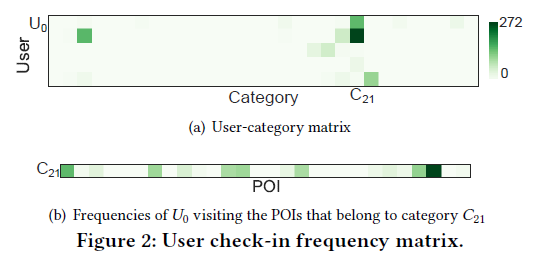 U0
272
User
0
Category
C21
(a) User-category matrix
C21
POI
(b) Frequencies of U0 visiting the POIs that belong to category C21
Figure 2: User check-in frequency matrix.